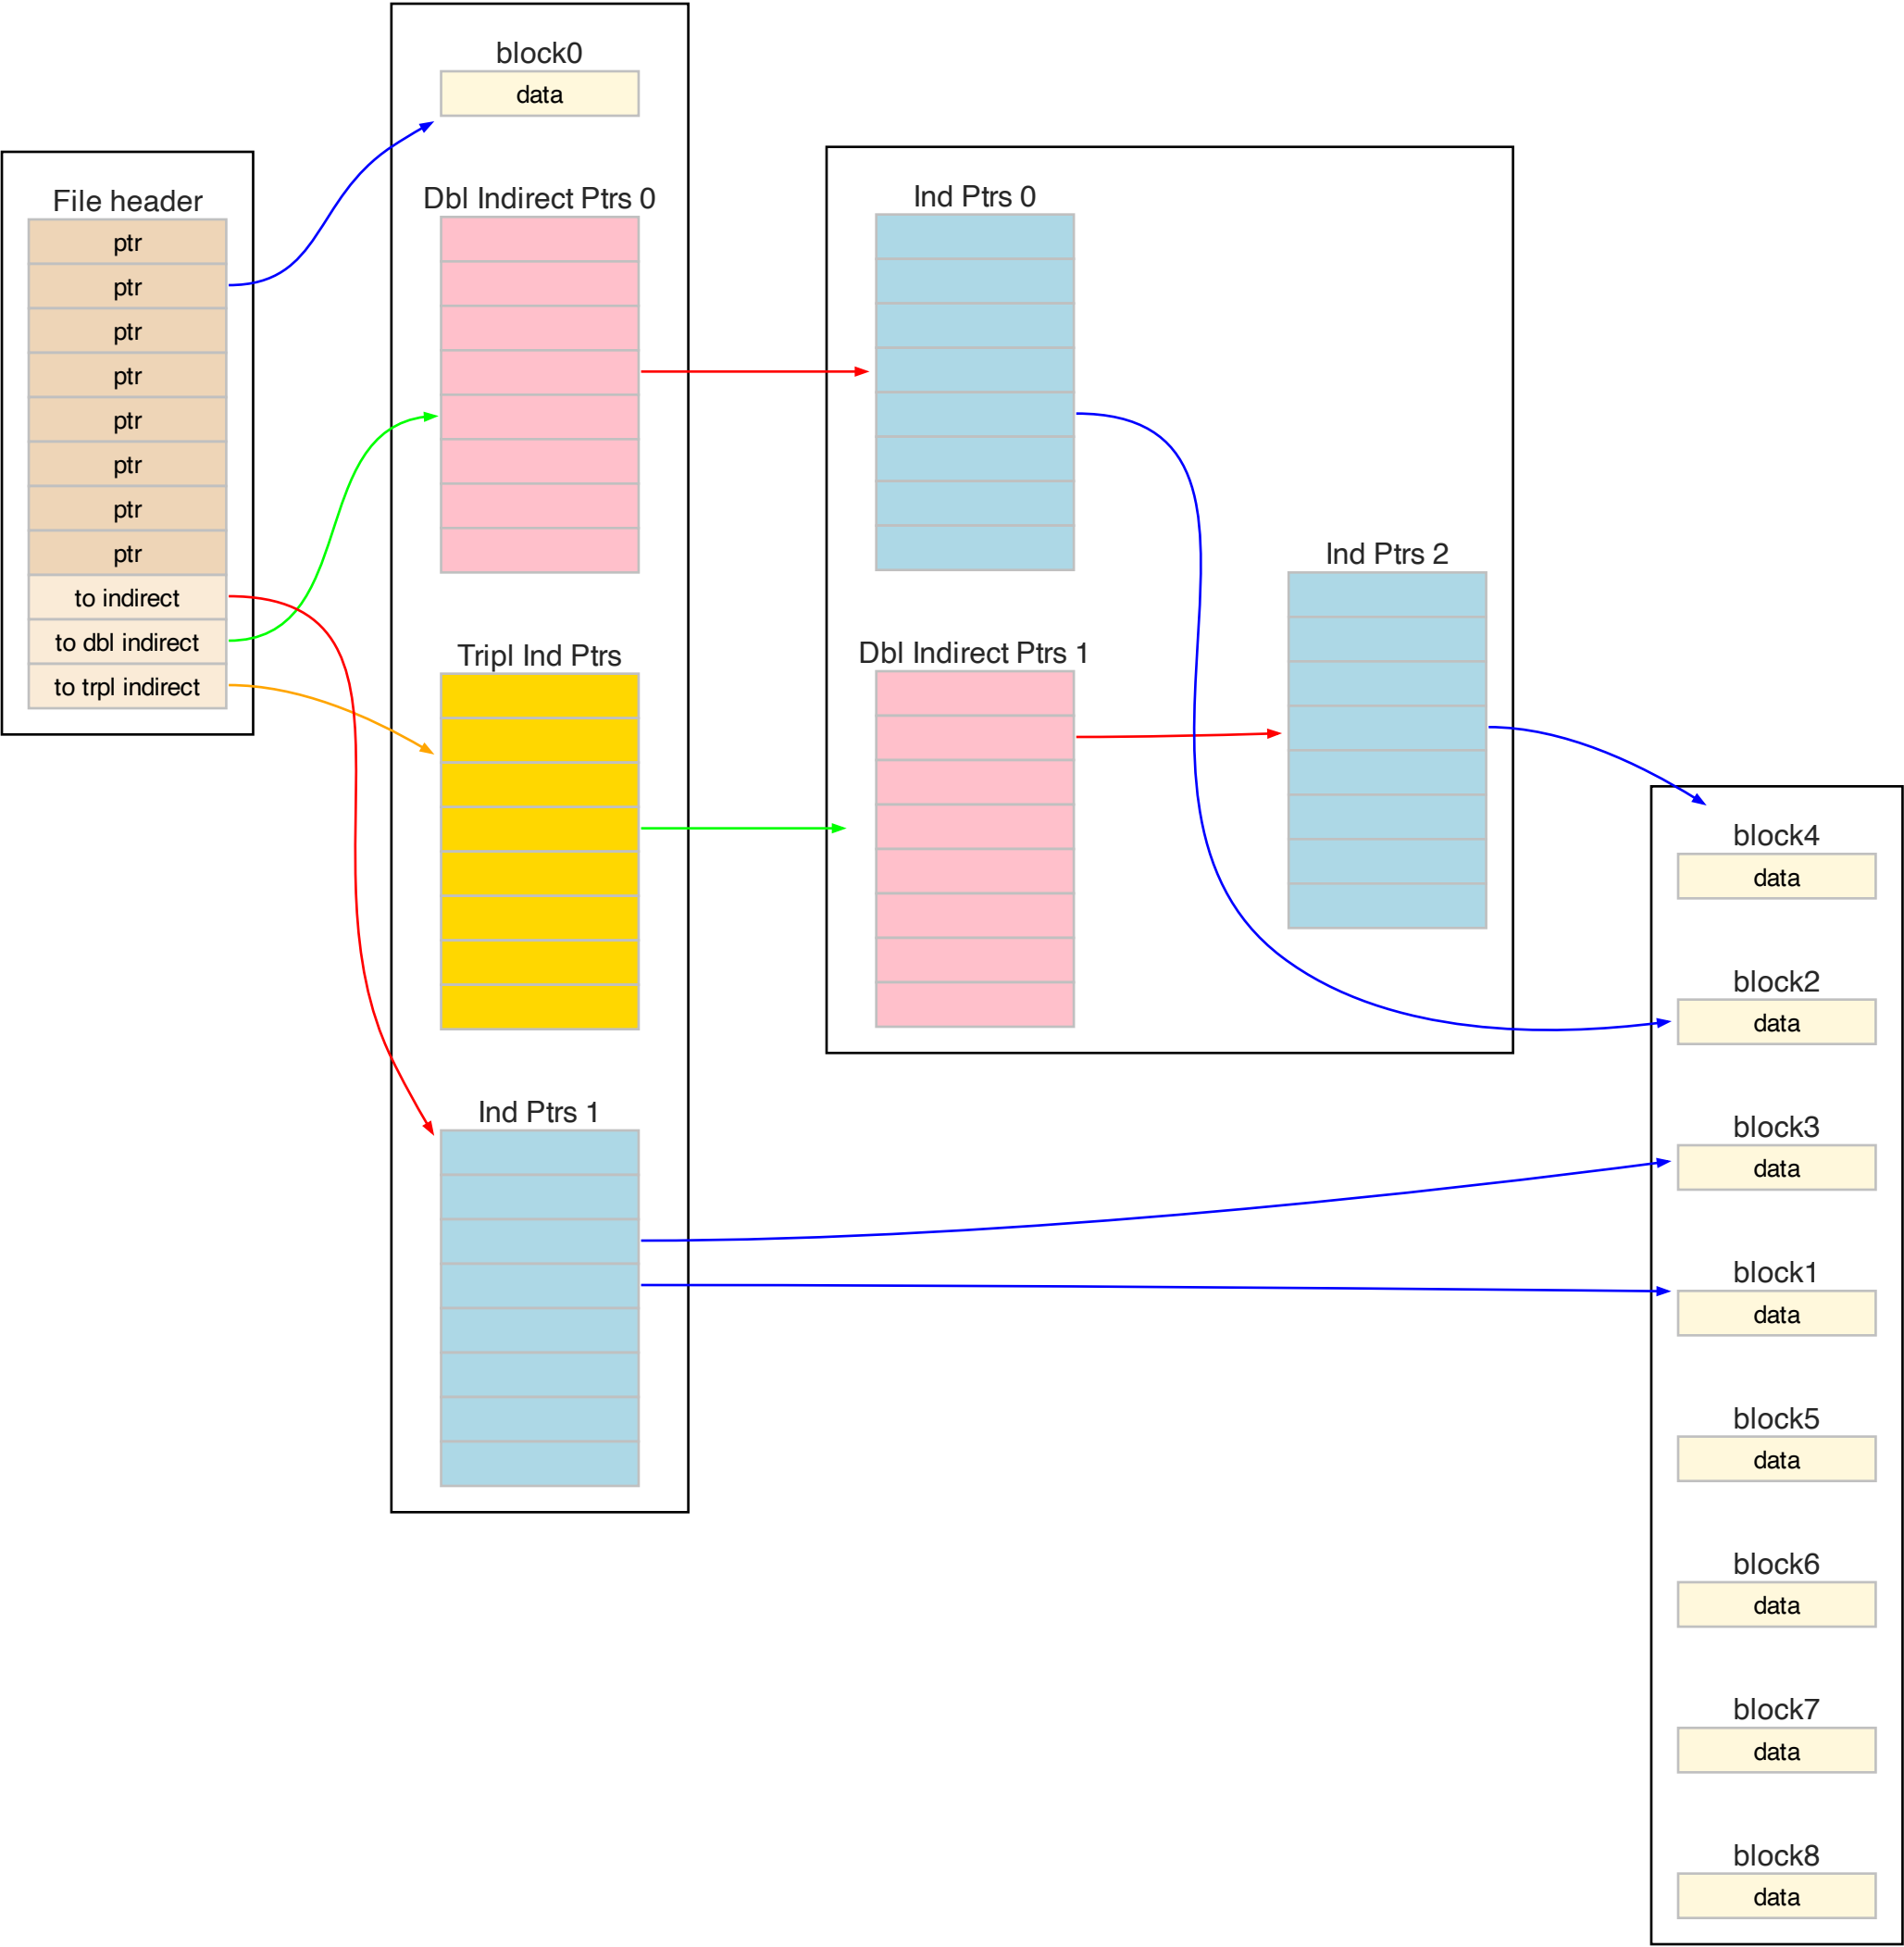 File header
ptr
ptr
ptr
ptr
ptr
ptr
ptr
ptr
to indirect
to dbl indirect
to trpl indirect
block0
data
Dbl Indirect Ptrs 0
Tripl Ind Ptrs
Ind Ptrs 1
Ind Ptrs 0
Dbl Indirect Ptrs 1
Ind Ptrs 2
block4
data
block2
data
block3
data
block1
data
block5
data
block6
data
block7
data
block8
data